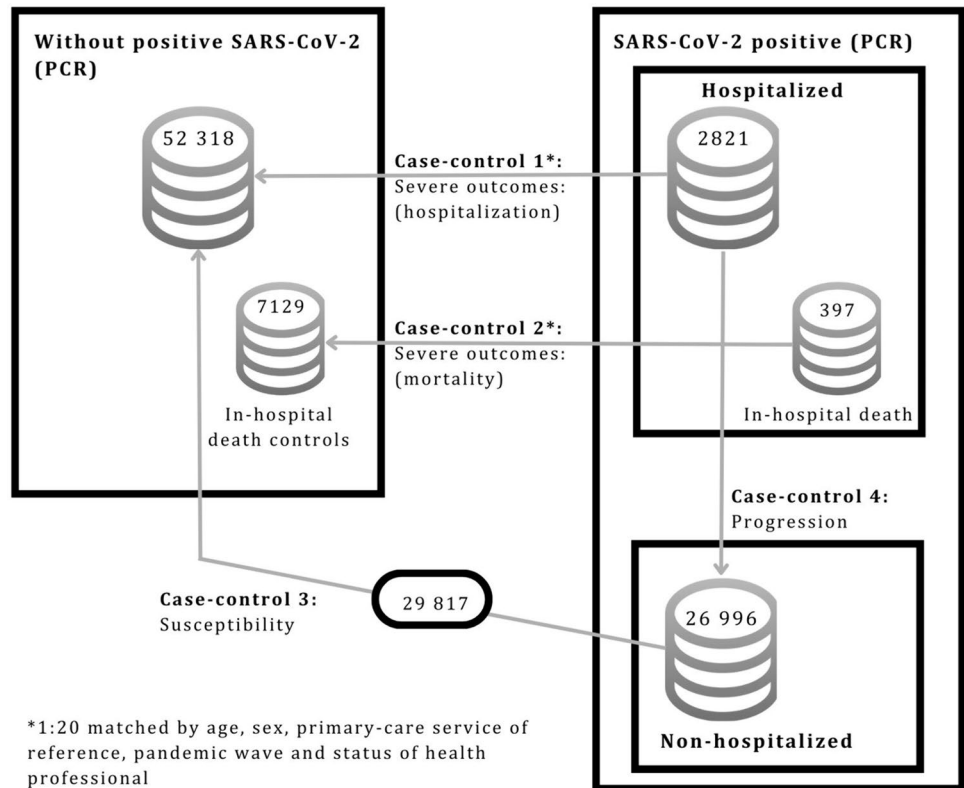 Without positive SARS-CoV-2
(PCR)
52 318
7129
In-hospital
death controls
Case-control 1*:
Severe outcomes:
(hospitalization)
Case-control 2*:
Severe outcomes:
(mortality)
SARS-CoV-2 positive (PCR)
Hospitalized
2821
397
In-hospital death
Case-control 4:
Progression
Case-control 3:
Susceptibility
29 817
26 996
Non-hospitalized
*1:20 matched by age, sex, primary-care service of
reference, pandemic wave and status of health
professional